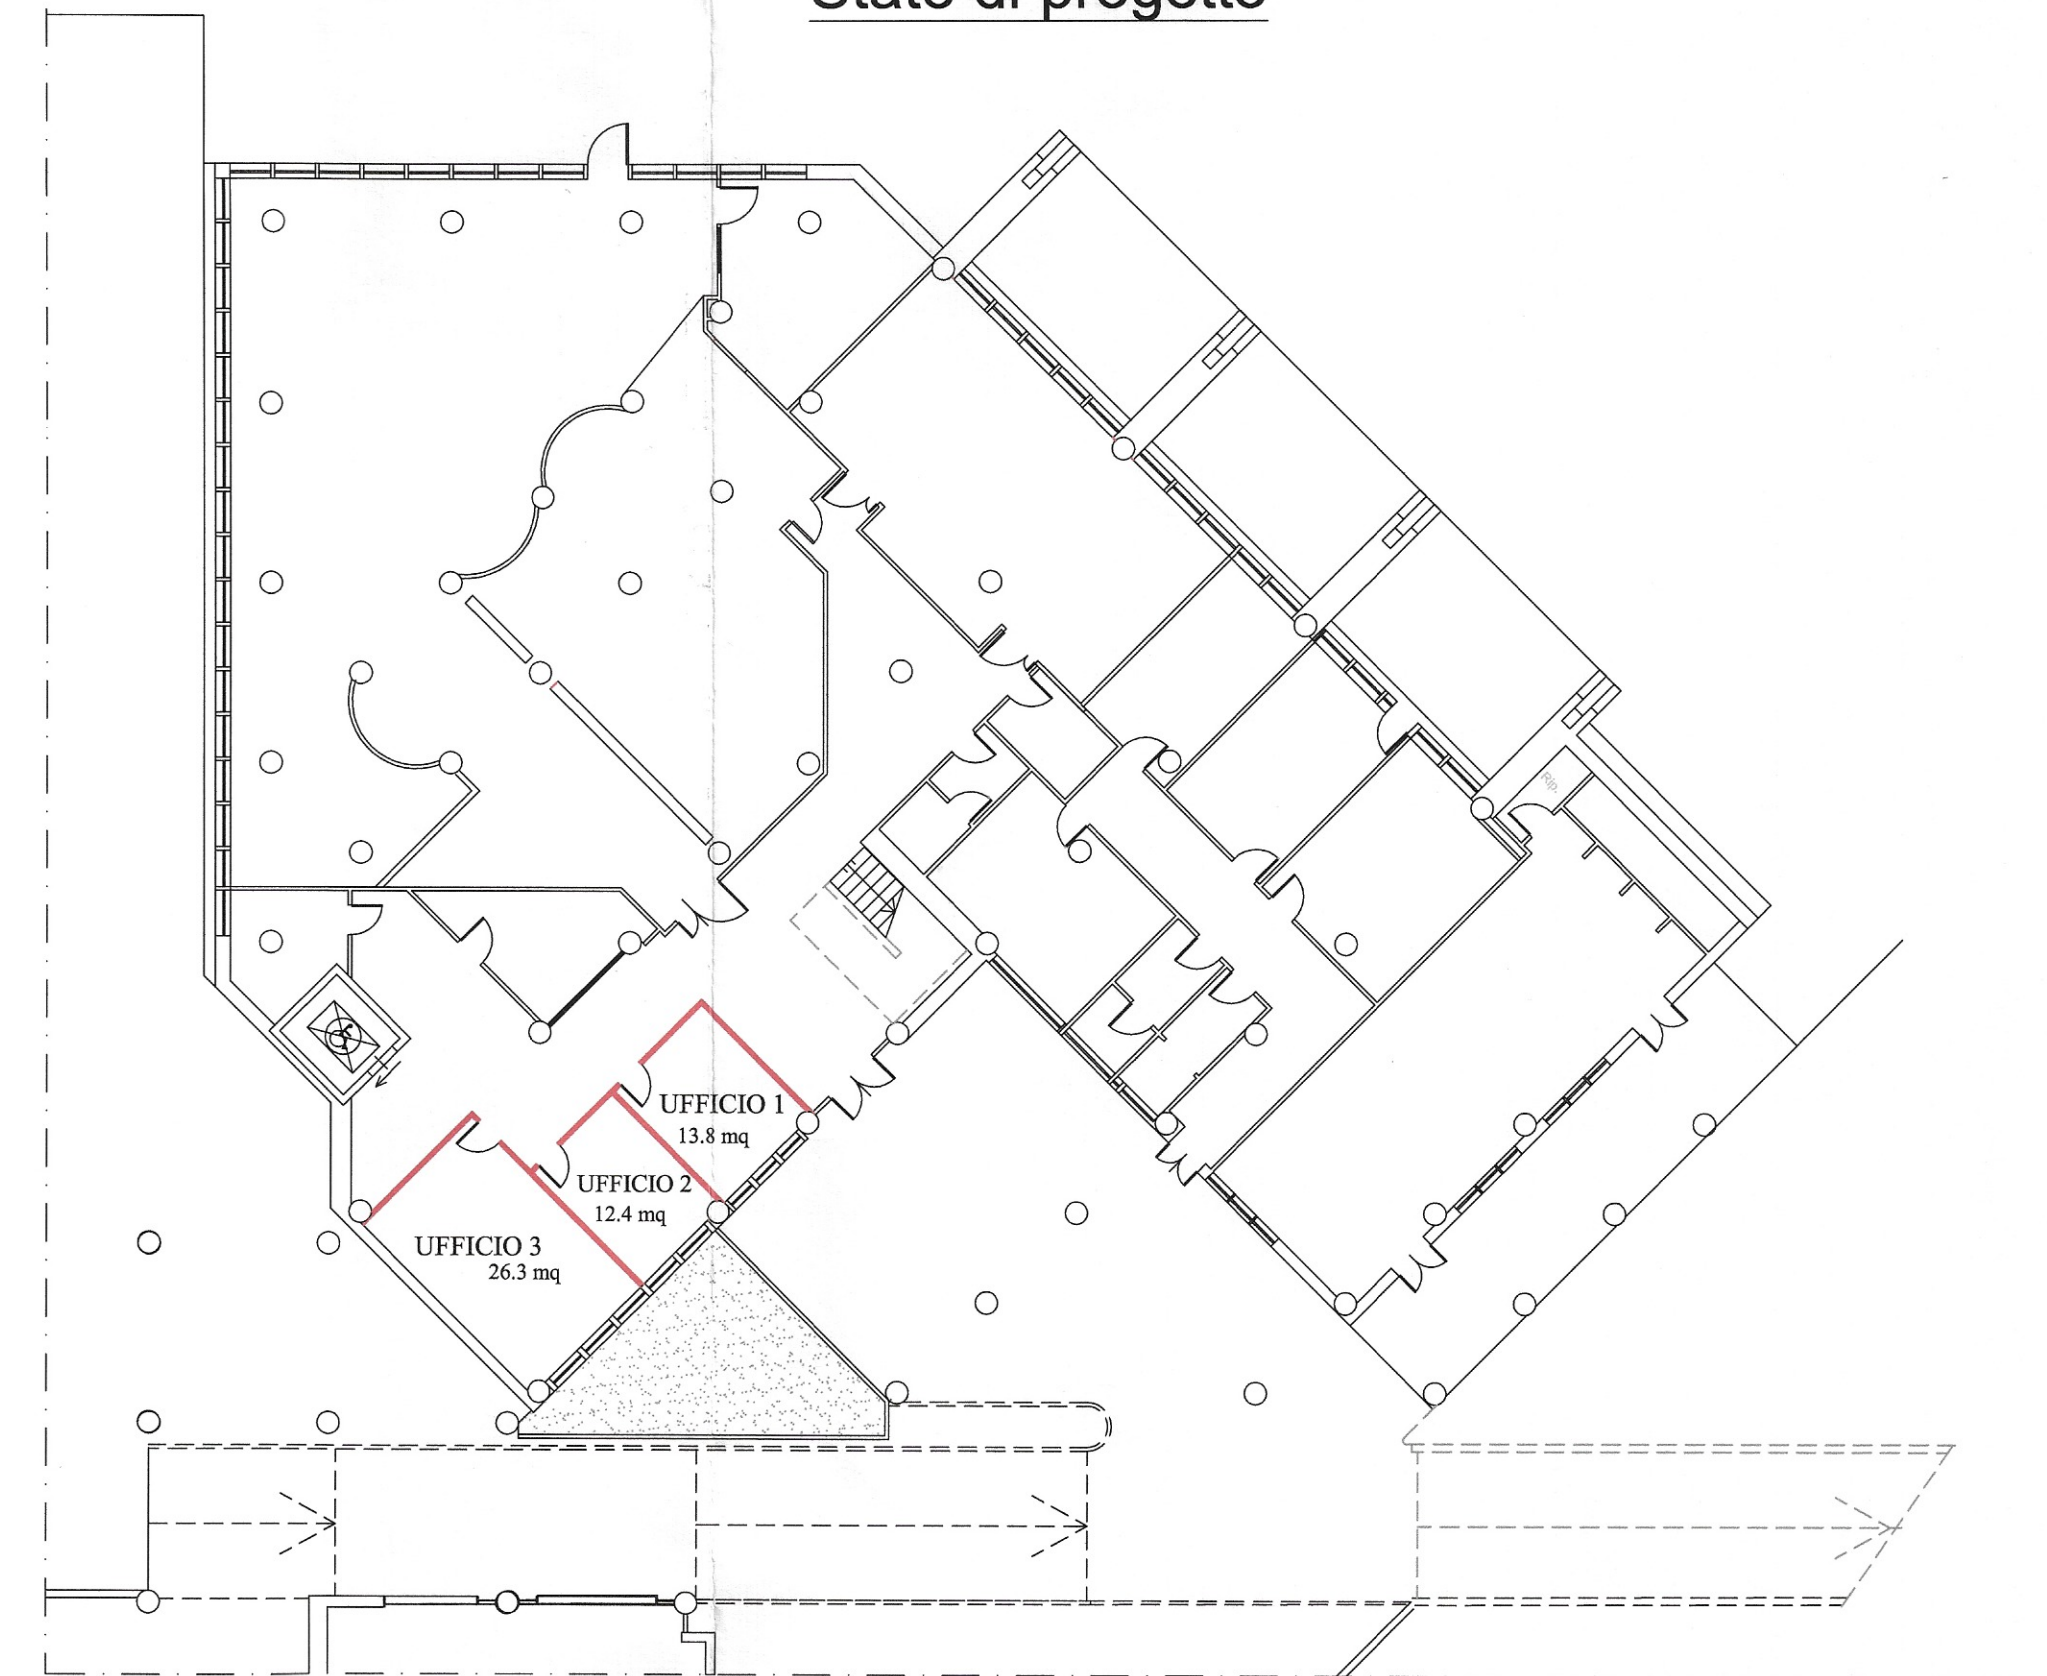 Stato di progetto
Rip.
UFFICIO 1
13.8 mq
UFFICIO 2
12.4 mq
UFFICIO 3
26.3 mq